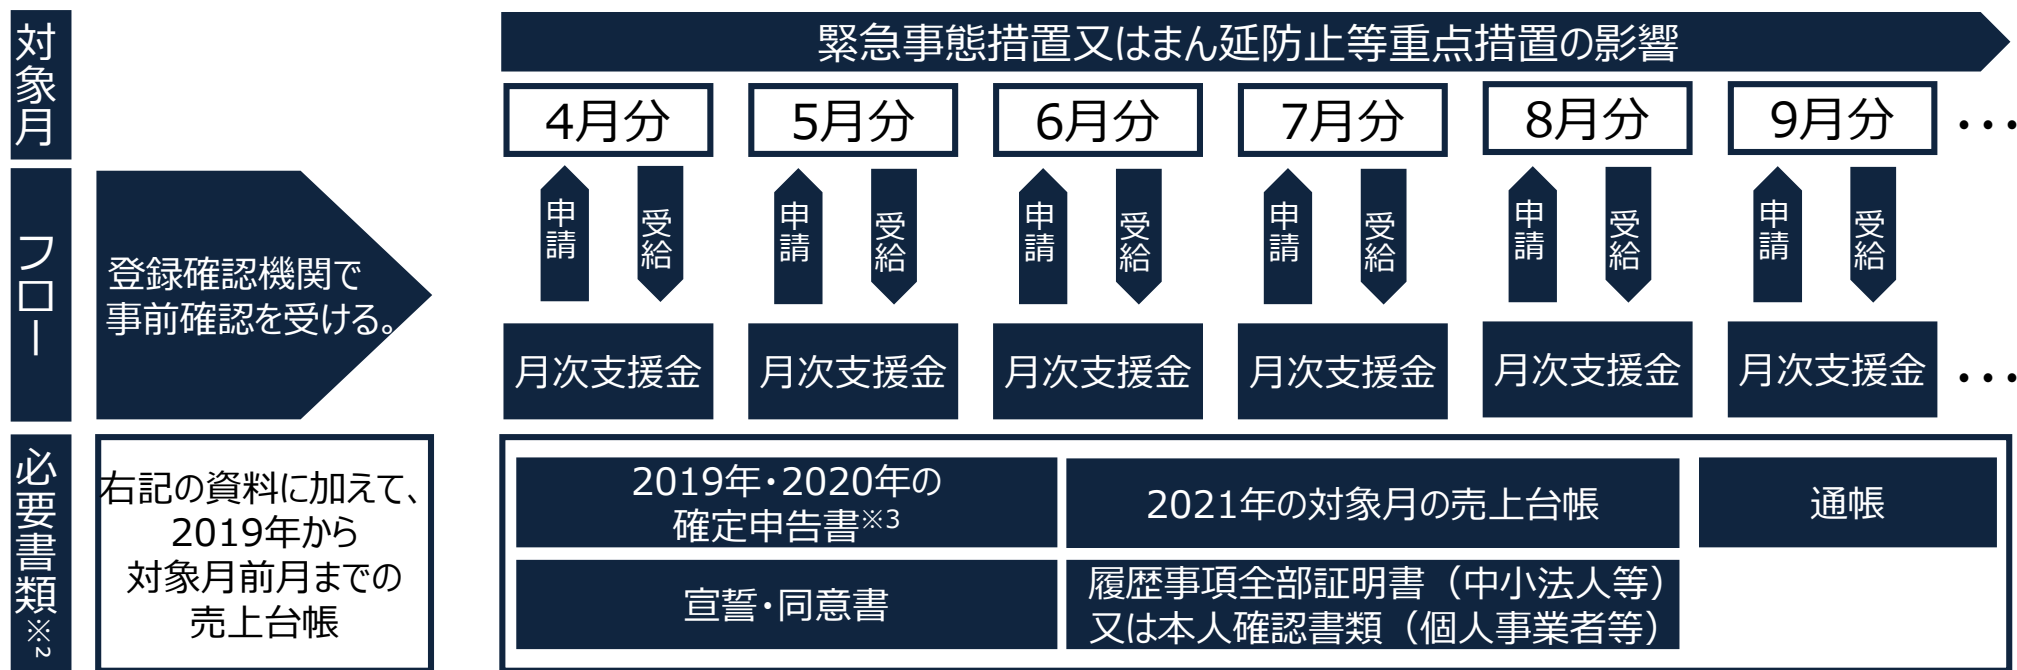 対象月
緊急事態措置又はまん延防止等重点措置の影響
4月分
5月分
6月分
7月分
8月分
9月分
・・・
フロー
登録確認機関で
事前確認を受ける。
申請
受給
申請
受給
申請
受給
申請
受給
申請
受給
申請
受給
月次支援金
月次支援金
月次支援金
月次支援金
月次支援金
月次支援金
・・・
必要書類※2
右記の資料に加えて、
2019年から
対象月前月までの
売上台帳
2019年・2020年の
確定申告書※3
2021年の対象月の売上台帳
通帳
宣誓・同意書
履歴事項全部証明書（中小法人等）
又は本人確認書類（個人事業者等）